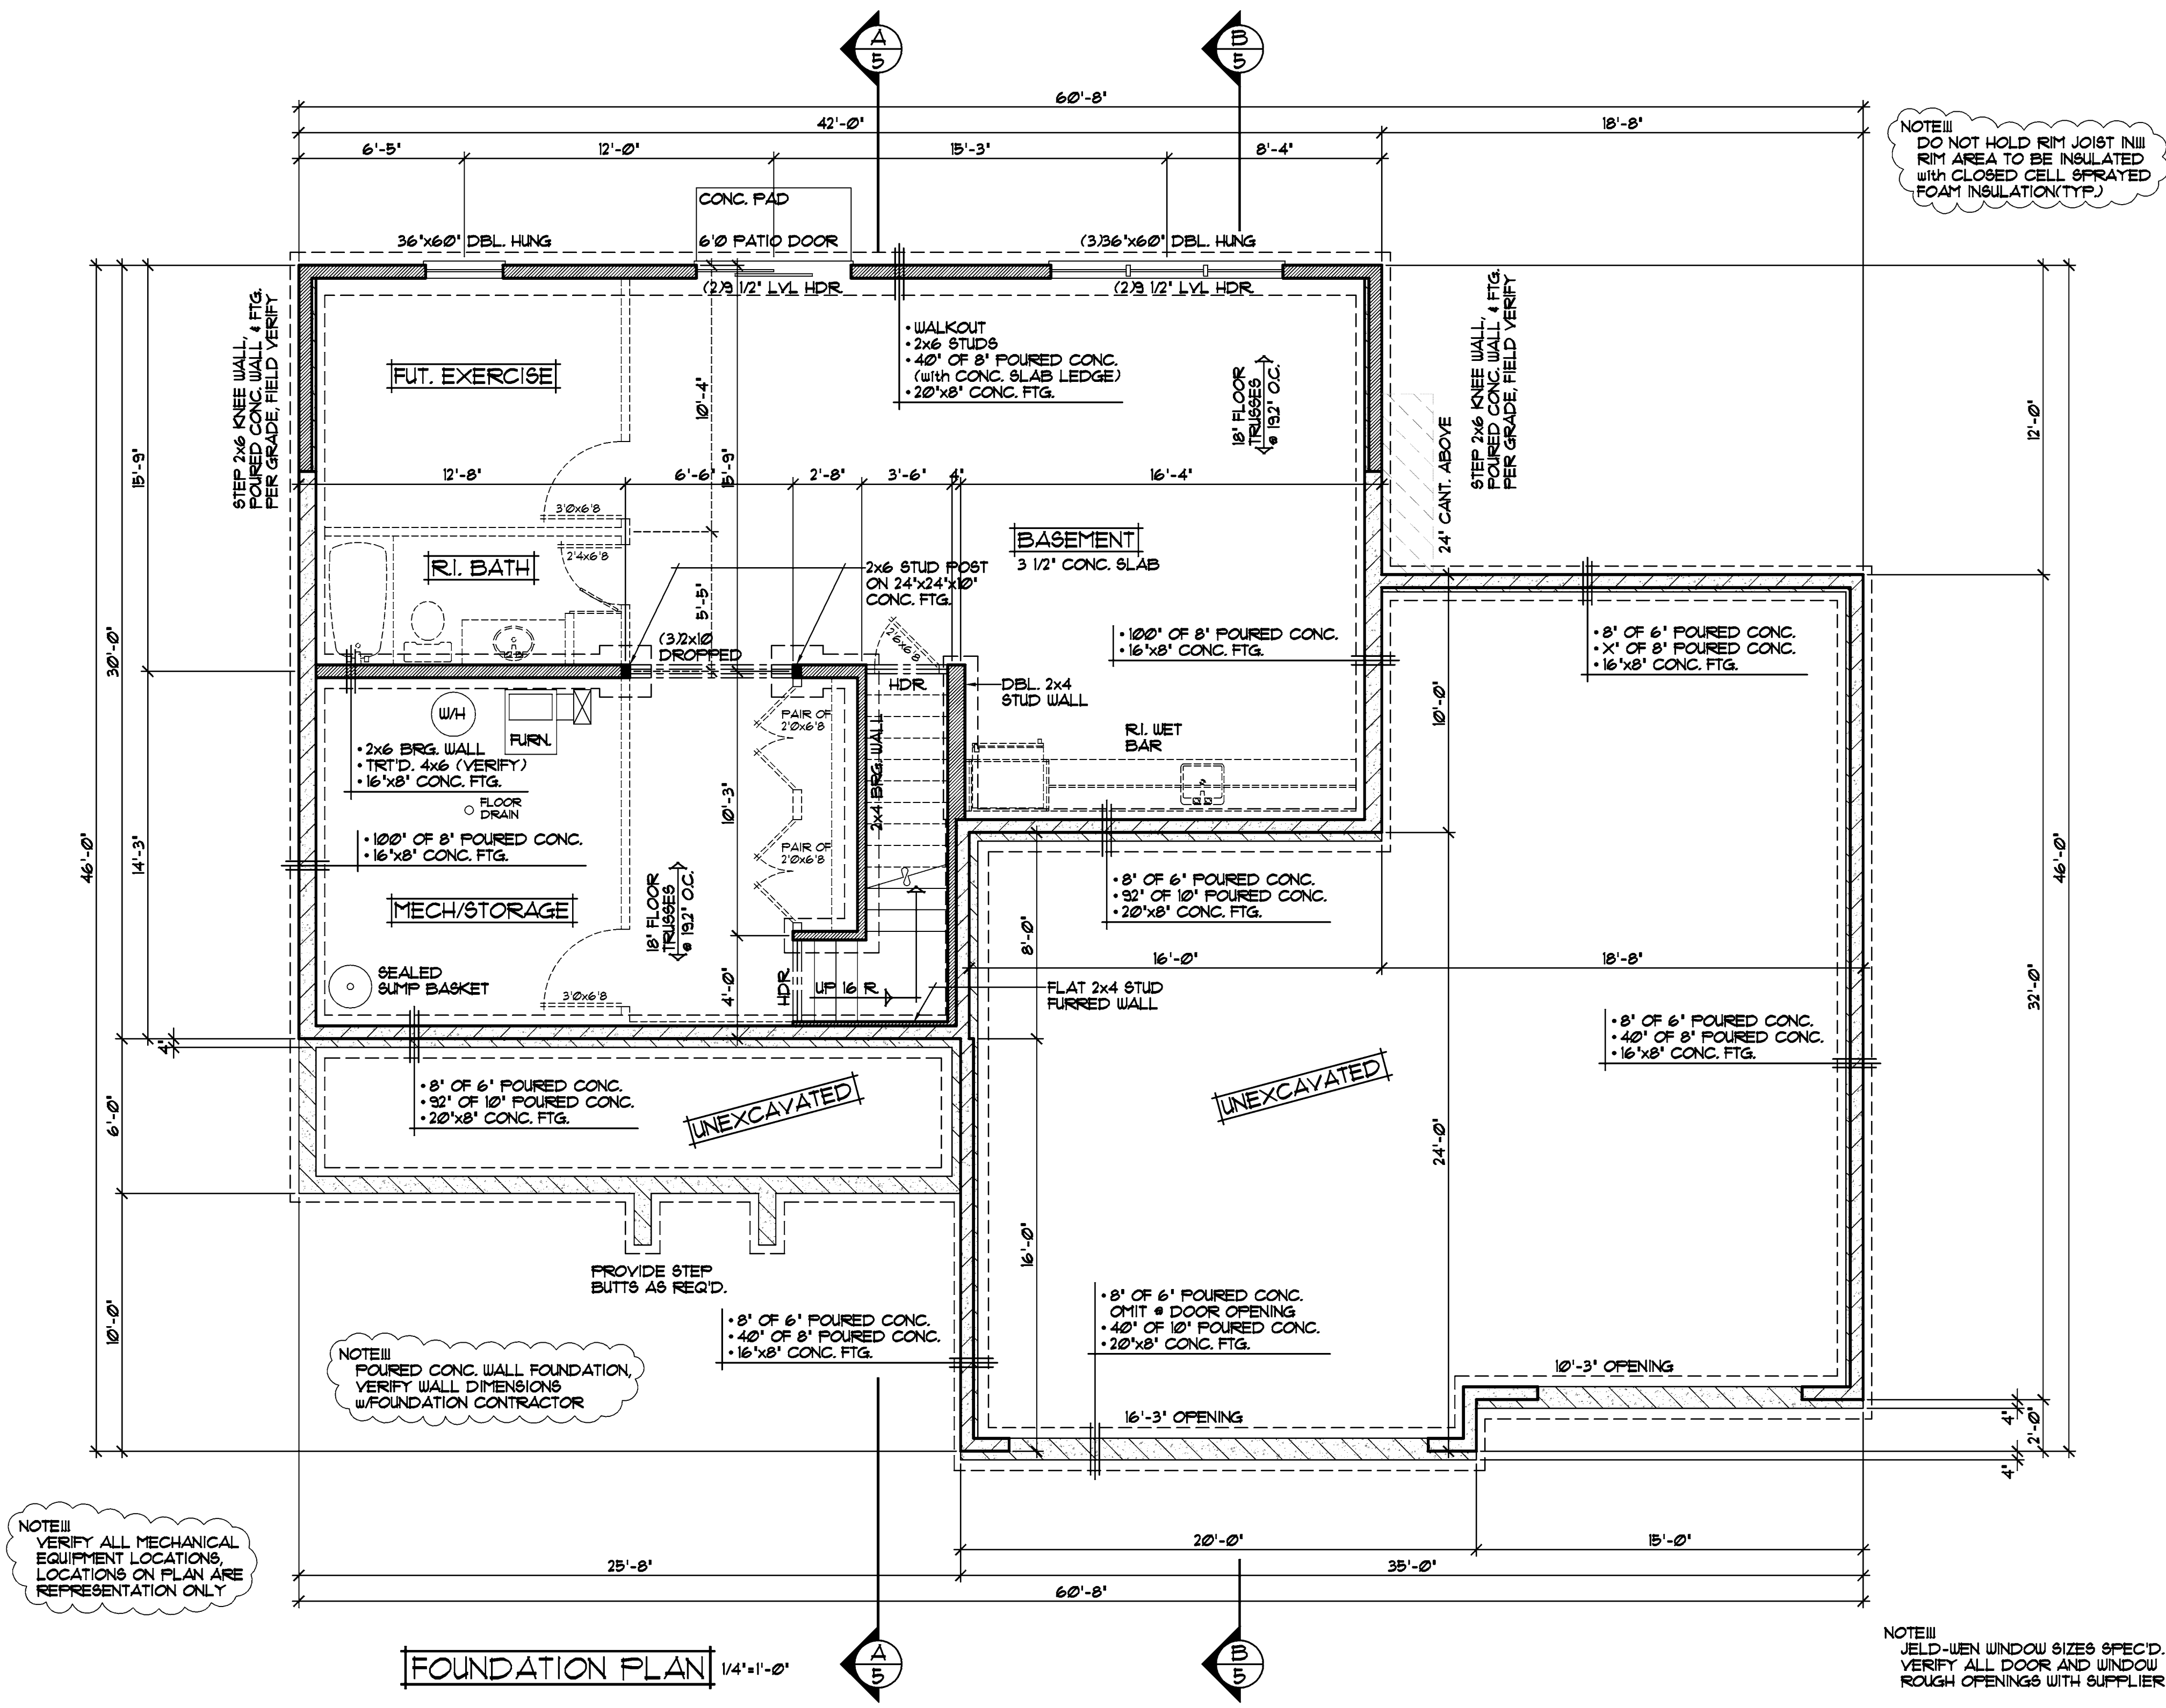 A
5
B
5
60'-8"
42'-0"
18'-8"
6'-5"
12'-0"
15'-3"
8'-4"
NOTE!!!
DO NOT HOLD RIM JOIST IN!!!
RIM AREA TO BE INSULATED
with CLOSED CELL SPRAYED
FOAM INSULATION(TYP.)
CONC. PAD
36"x60" DBL. HUNG
6'0 PATIO DOOR
(3)36"x60" DBL. HUNG
(2)9 1/2" LVL HDR.
(2)9 1/2" LVL HDR.
STEP 2x6 KNEE WALL,
POURED CONC. WALL & FTG.
PER GRADE, FIELD VERIFY
• WALKOUT
• 2x6 STUDS
• 40" OF 8" POURED CONC.
(with CONC. SLAB LEDGE)
• 20"x8" CONC. FTG.
STEP 2x6 KNEE WALL,
POURED CONC. WALL & FTG.
PER GRADE, FIELD VERIFY
FUT. EXERCISE
18" FLOOR
TRUSSES
@ 19.2" O.C.
24" CANT. ABOVE
10'-4"
15'-9"
15'-9"
12'-0"
12'-8"
6'-6"
2'-8"
3'-6"
4"
16'-4"
3'0x6'8
2'4x6'8
BASEMENT
3 1/2" CONC. SLAB
R.I. BATH
2x6 STUD POST
ON 24"x24"x10"
CONC. FTG.
5'-5"
30'-0"
(3)2x10
DROPPED
2'6x6'8
• 100" OF 8" POURED CONC.
• 16"x8" CONC. FTG.
• 8" OF 6" POURED CONC.
• X" OF 8" POURED CONC.
• 16"x8" CONC. FTG.
HDR.
DBL. 2x4
STUD WALL
W/H
FURN.
PAIR OF
2'0x6'8
2x4 BRG. WALL
R.I. WET
BAR
10'-0"
• 2x6 BRG. WALL
• TRT'D. 4x6 (VERIFY)
• 16"x8" CONC. FTG.
FLOOR
DRAIN
10'-3"
PAIR OF
2'0x6'8
• 100" OF 8" POURED CONC.
• 16"x8" CONC. FTG.
14'-3"
46'-0"
46'-0"
• 8" OF 6" POURED CONC.
• 92" OF 10" POURED CONC.
• 20"x8" CONC. FTG.
MECH/STORAGE
18" FLOOR
TRUSSES
@ 19.2" O.C.
8'-0"
16'-0"
18'-8"
SEALED
SUMP BASKET
3'0x6'8
4'-0"
HDR.
UP 16 R.
FLAT 2x4 STUD
FURRED WALL
32'-0"
4"
• 8" OF 6" POURED CONC.
• 40" OF 8" POURED CONC.
• 16"x8" CONC. FTG.
• 8" OF 6" POURED CONC.
• 92" OF 10" POURED CONC.
• 20"x8" CONC. FTG.
UNEXCAVATED
UNEXCAVATED
6'-0"
24'-0"
16'-0"
PROVIDE STEP
BUTTS AS REQ'D.
10'-0"
• 8" OF 6" POURED CONC.
• 40" OF 8" POURED CONC.
• 16"x8" CONC. FTG.
• 8" OF 6" POURED CONC.
OMIT @ DOOR OPENING
• 40" OF 10" POURED CONC.
• 20"x8" CONC. FTG.
NOTE!!!
POURED CONC. WALL FOUNDATION,
VERIFY WALL DIMENSIONS
w/FOUNDATION CONTRACTOR
10'-3" OPENING
16'-3" OPENING
4"
2'-0"
4"
NOTE!!!
VERIFY ALL MECHANICAL
EQUIPMENT LOCATIONS,
LOCATIONS ON PLAN ARE
REPRESENTATION ONLY
20'-0"
15'-0"
25'-8"
35'-0"
60'-8"
FOUNDATION PLAN
1/4"=1'-0"
A
5
B
5
NOTE!!!
JELD-WEN WINDOW SIZES SPEC'D.
VERIFY ALL DOOR AND WINDOW
ROUGH OPENINGS WITH SUPPLIER